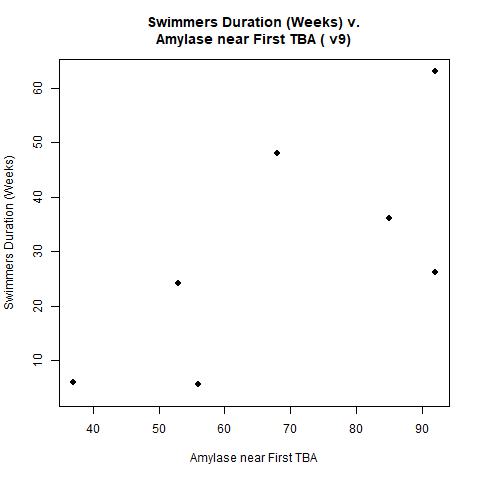 Swimmers Duration (Weeks) v.
Amylase near First TBA ( v9)
Swimmers Duration (Weeks)
60
50
40
30
20
10
40 50 60 70 80 90
Amylase near First TBA